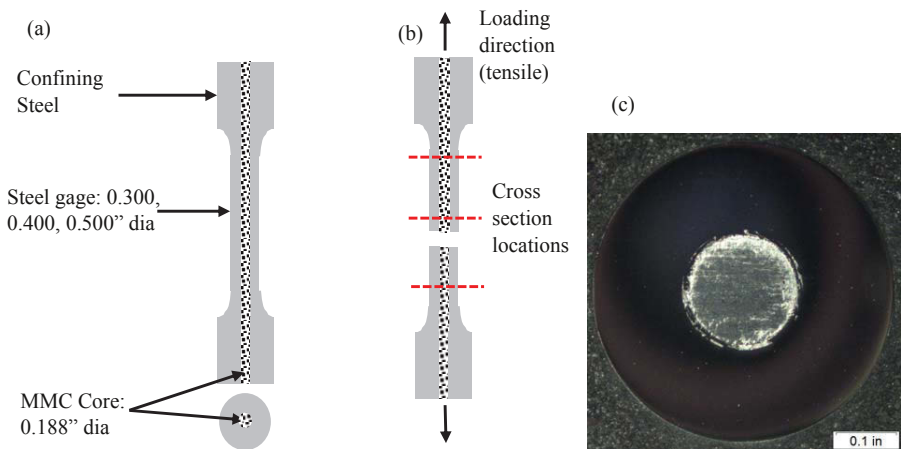 (a)
Confining
Steel
Steel gage: 0.300,
0.400, 0.500” dia
MMC Core:
0.188” dia
(b)
Loading
direction
(tensile)
Cross
section
locations
(c)
0.1 in